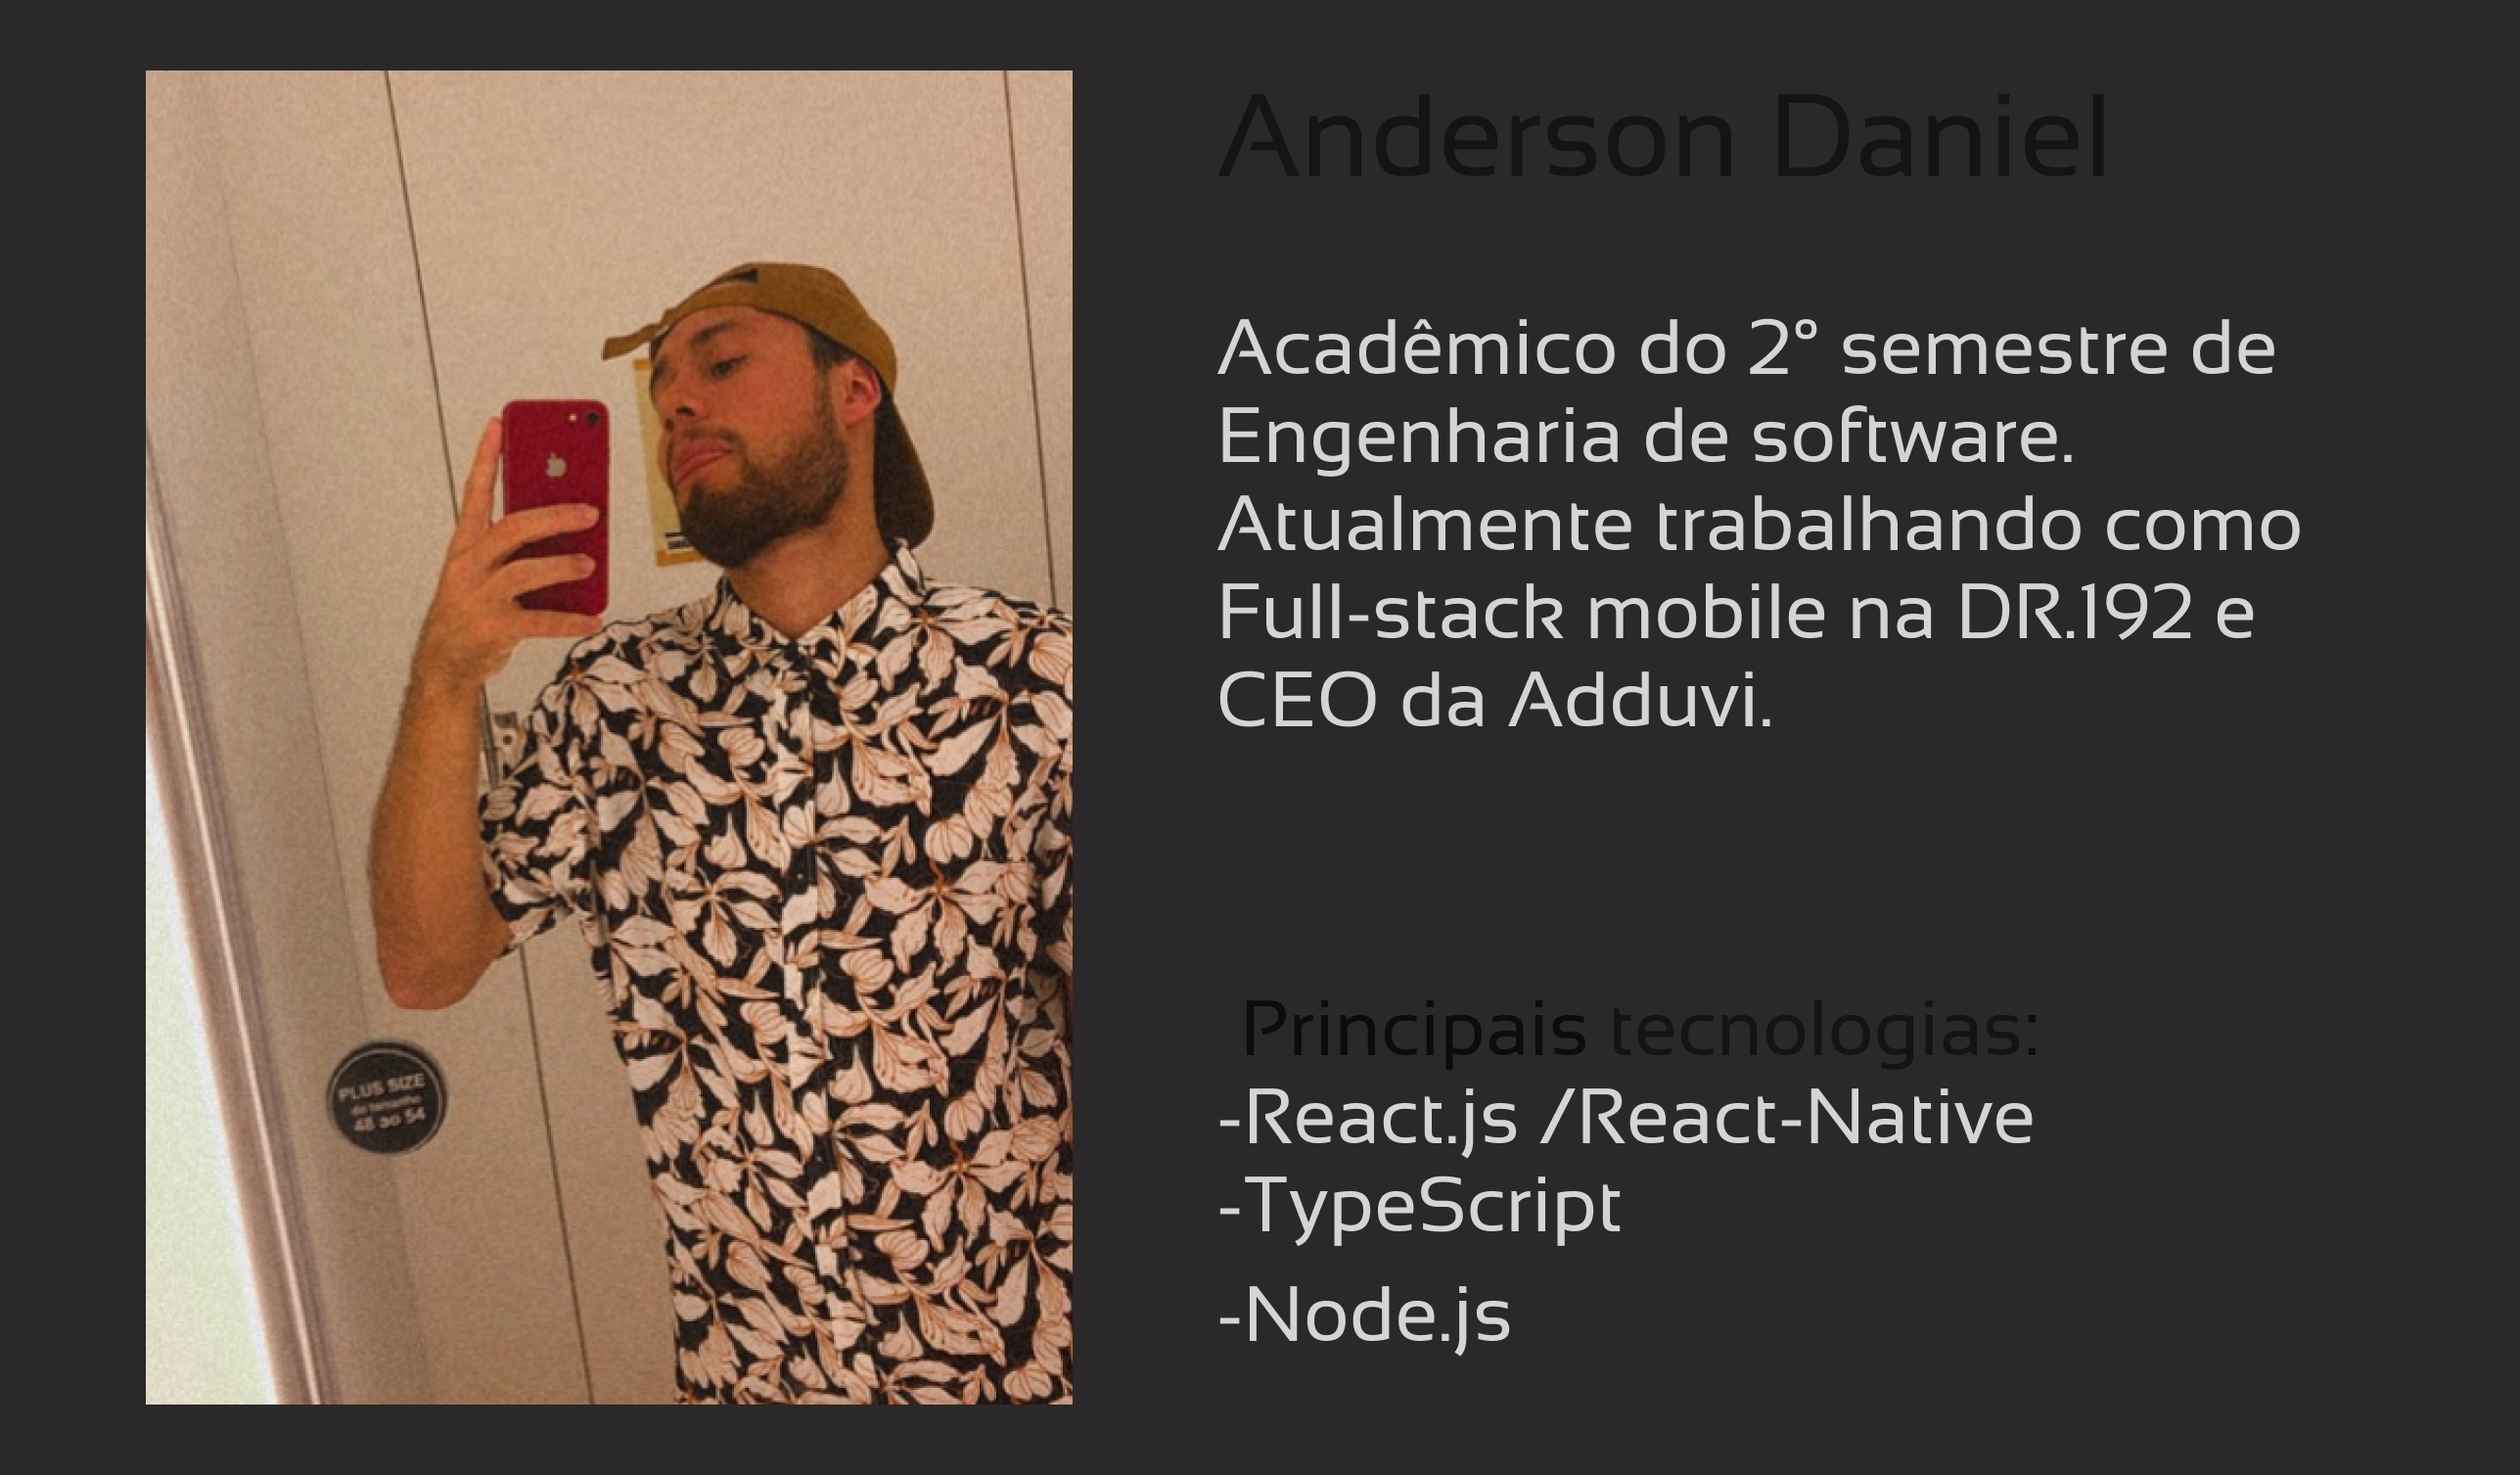 Anderson Daniel
Acadêmico do 2° semestre de
Engenharia de software.
Atualmente trabalhando como
Full-stack mobile na DR.192 e
CEO da Adduvi.
Principais tecnologias:
-React.js /React-Native
-TypeScript
-Node.js
PLUS SIZE
do tamanho
48 ao 54